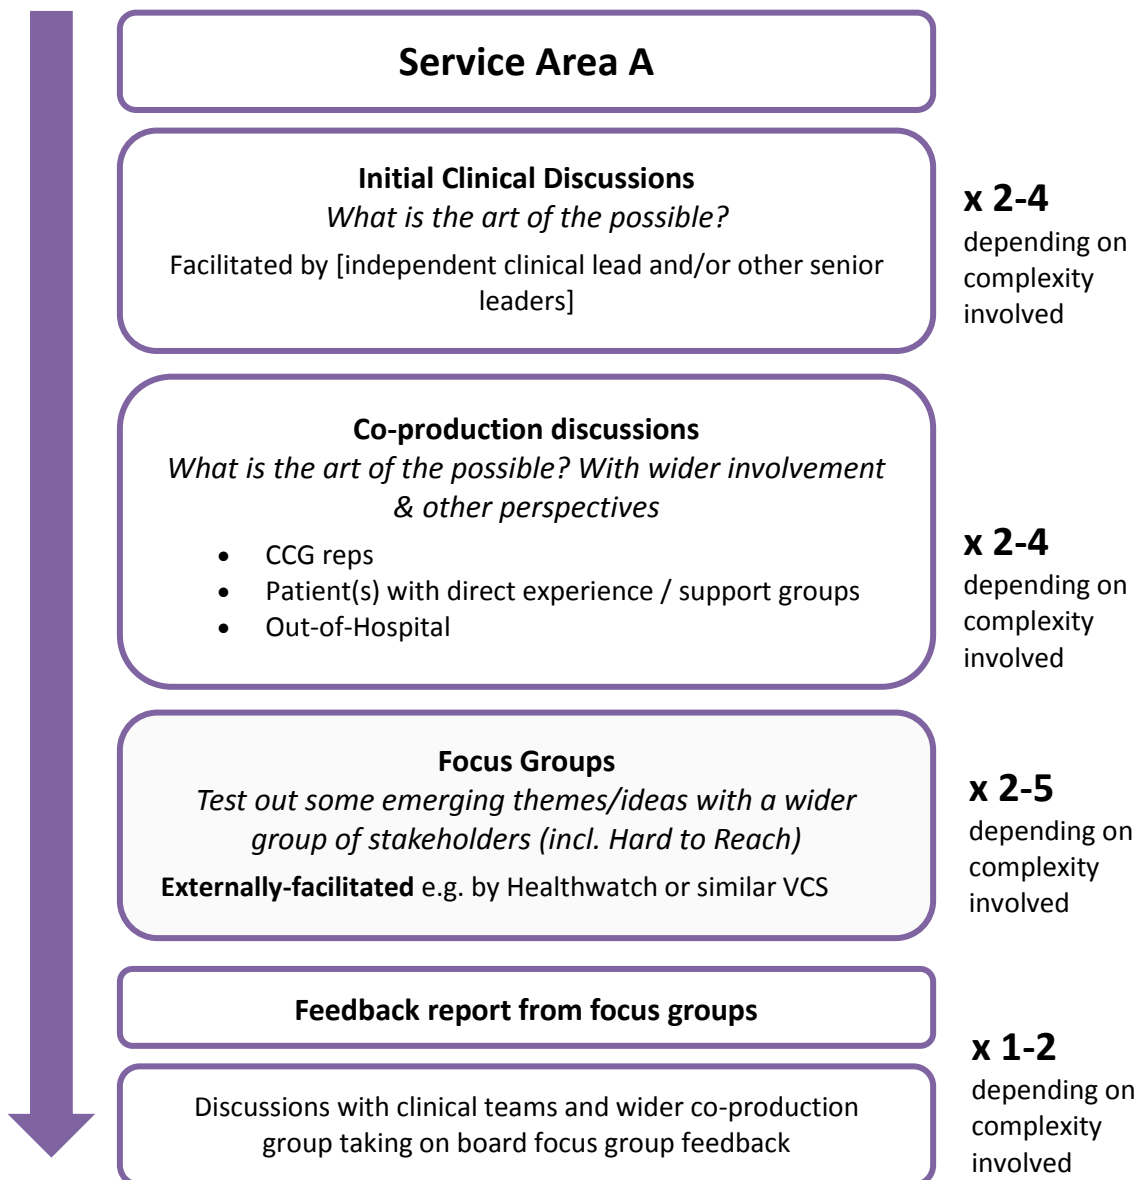 Service Area A
Initial Clinical Discussions
What is the art of the possible?
Facilitated by [independent clinical lead and/or other senior
leaders]
x 2-4
depending on
complexity
involved
Co-production discussions
What is the art of the possible? With wider involvement
& other perspectives
• CCG reps
• Patient(s) with direct experience / support groups
• Out-of-Hospital
x 2-4
depending on
complexity
involved
Focus Groups
Test out some emerging themes/ideas with a wider
group of stakeholders (incl. Hard to Reach)
Externally-facilitated e.g. by Healthwatch or similar VCS
x 2-5
depending on
complexity
involved
Feedback report from focus groups
Discussions with clinical teams and wider co-production
group taking on board focus group feedback
x 1-2
depending on
complexity
involved